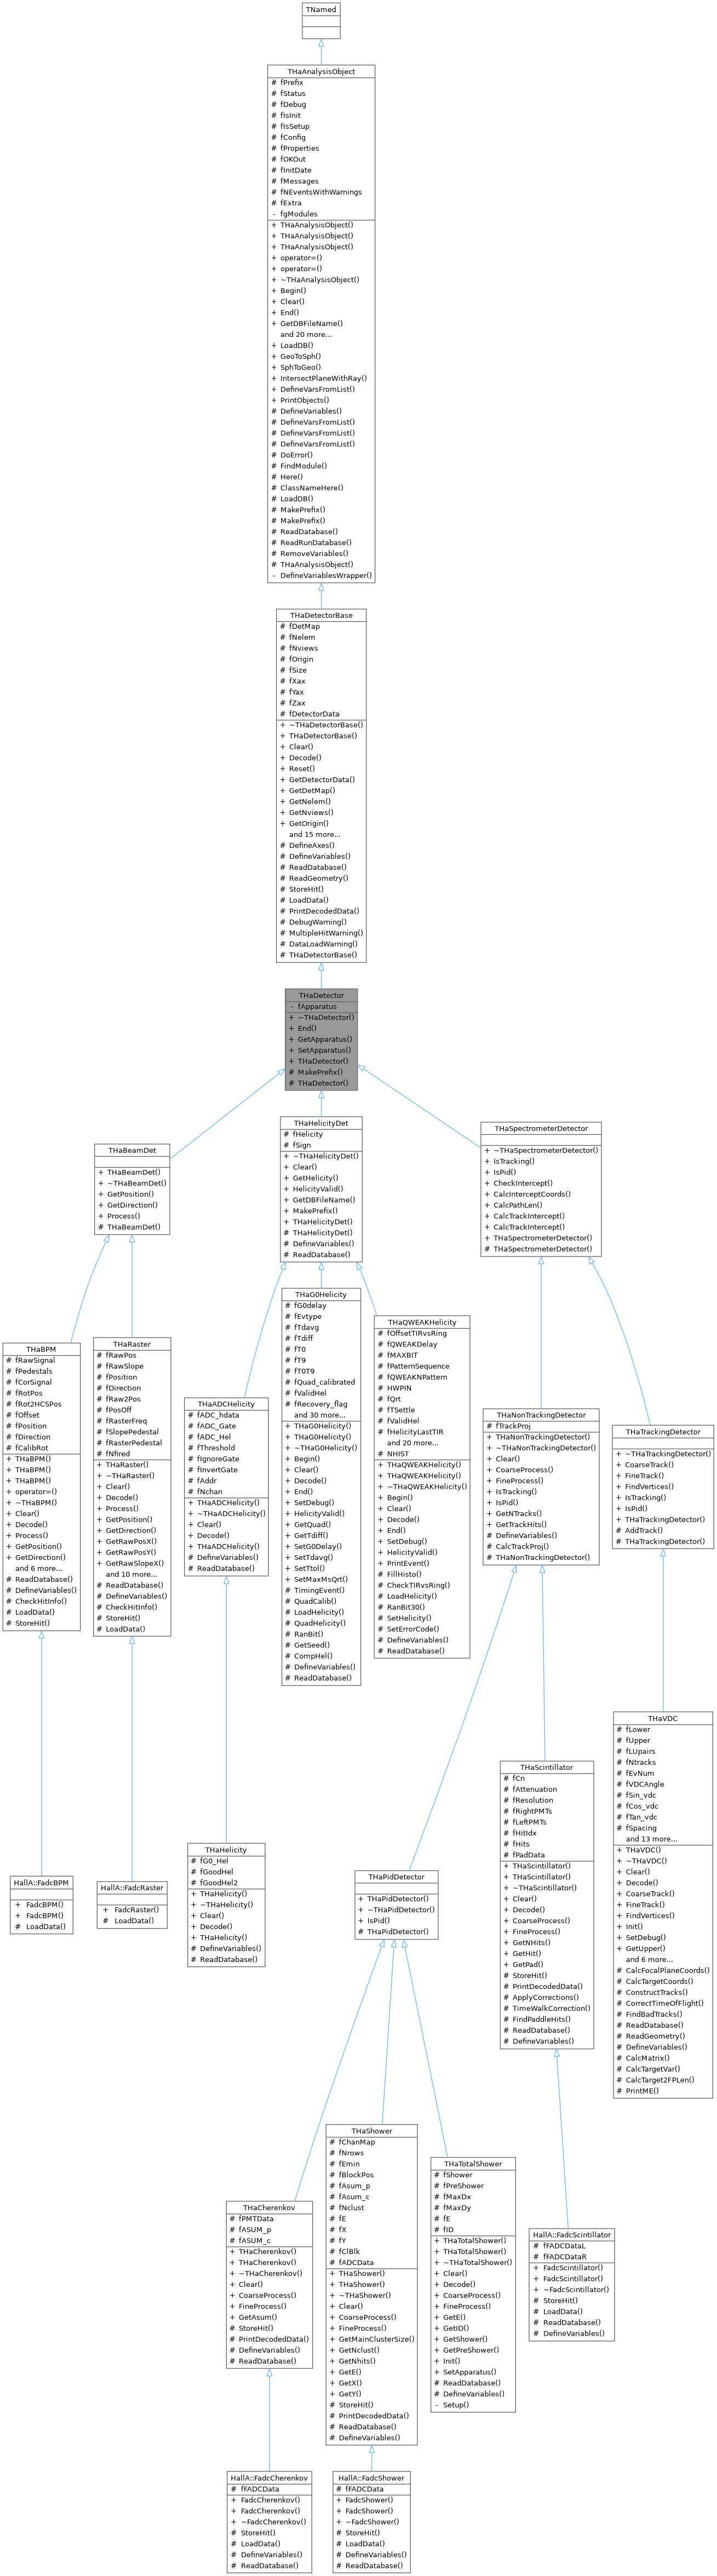 TNamed
THaAnalysisObject
# fPrefix
# fStatus
# fDebug
# fIsInit
# fIsSetup
# fConfig
# fProperties
# fOKOut
# fInitDate
# fMessages
# fNEventsWithWarnings
# fExtra
- fgModules
+ THaAnalysisObject()
+ THaAnalysisObject()
+ THaAnalysisObject()
+ operator=()
+ operator=()
+ ~THaAnalysisObject()
+ Begin()
+ Clear()
+ End()
+ GetDBFileName()
and 20 more...
+ LoadDB()
+ GeoToSph()
+ SphToGeo()
+ IntersectPlaneWithRay()
+ DefineVarsFromList()
+ PrintObjects()
# DefineVariables()
# DefineVarsFromList()
# DefineVarsFromList()
# DefineVarsFromList()
# DoError()
# FindModule()
# Here()
# ClassNameHere()
# LoadDB()
# MakePrefix()
# MakePrefix()
# ReadDatabase()
# ReadRunDatabase()
# RemoveVariables()
# THaAnalysisObject()
- DefineVariablesWrapper()
THaDetectorBase
# fDetMap
# fNelem
# fNviews
# fOrigin
# fSize
# fXax
# fYax
# fZax
# fDetectorData
+ ~THaDetectorBase()
+ THaDetectorBase()
+ Clear()
+ Decode()
+ Reset()
+ GetDetectorData()
+ GetDetMap()
+ GetNelem()
+ GetNviews()
+ GetOrigin()
and 15 more...
# DefineAxes()
# DefineVariables()
# ReadDatabase()
# ReadGeometry()
# StoreHit()
# LoadData()
# PrintDecodedData()
# DebugWarning()
# MultipleHitWarning()
# DataLoadWarning()
# THaDetectorBase()
THaDetector
- fApparatus
+ ~THaDetector()
+ End()
+ GetApparatus()
+ SetApparatus()
+ THaDetector()
# MakePrefix()
# THaDetector()
THaBeamDet
+ THaBeamDet()
+ ~THaBeamDet()
+ GetPosition()
+ GetDirection()
+ Process()
# THaBeamDet()
THaHelicityDet
# fHelicity
# fSign
+ ~THaHelicityDet()
+ Clear()
+ GetHelicity()
+ HelicityValid()
+ GetDBFileName()
+ MakePrefix()
+ THaHelicityDet()
# THaHelicityDet()
# DefineVariables()
# ReadDatabase()
THaSpectrometerDetector
+ ~THaSpectrometerDetector()
+ IsTracking()
+ IsPid()
+ CheckIntercept()
+ CalcInterceptCoords()
+ CalcPathLen()
+ CalcTrackIntercept()
+ CalcTrackIntercept()
+ THaSpectrometerDetector()
# THaSpectrometerDetector()
THaBPM
# fRawSignal
# fPedestals
# fCorSignal
# fRotPos
# fRot2HCSPos
# fOffset
# fPosition
# fDirection
# fCalibRot
+ THaBPM()
+ THaBPM()
+ THaBPM()
+ operator=()
+ ~THaBPM()
+ Clear()
+ Decode()
+ Process()
+ GetPosition()
+ GetDirection()
and 6 more...
# ReadDatabase()
# DefineVariables()
# CheckHitInfo()
# LoadData()
# StoreHit()
THaRaster
# fRawPos
# fRawSlope
# fPosition
# fDirection
# fRaw2Pos
# fPosOff
# fRasterFreq
# fSlopePedestal
# fRasterPedestal
# fNfired
+ THaRaster()
+ ~THaRaster()
+ Clear()
+ Decode()
+ Process()
+ GetPosition()
+ GetDirection()
+ GetRawPosX()
+ GetRawPosY()
+ GetRawSlopeX()
and 10 more...
# ReadDatabase()
# DefineVariables()
# CheckHitInfo()
# StoreHit()
# LoadData()
THaADCHelicity
# fADC_hdata
# fADC_Gate
# fADC_Hel
# fThreshold
# fIgnoreGate
# fInvertGate
# fAddr
# fNchan
+ THaADCHelicity()
+ ~THaADCHelicity()
+ Clear()
+ Decode()
+ THaADCHelicity()
# DefineVariables()
# ReadDatabase()
THaG0Helicity
# fG0delay
# fEvtype
# fTdavg
# fTdiff
# fT0
# fT9
# fT0T9
# fQuad_calibrated
# fValidHel
# fRecovery_flag
and 30 more...
+ THaG0Helicity()
+ THaG0Helicity()
+ ~THaG0Helicity()
+ Begin()
+ Clear()
+ Decode()
+ End()
+ SetDebug()
+ HelicityValid()
+ GetQuad()
+ GetTdiff()
+ SetG0Delay()
+ SetTdavg()
+ SetTtol()
+ SetMaxMsQrt()
# TimingEvent()
# QuadCalib()
# LoadHelicity()
# QuadHelicity()
# RanBit()
# GetSeed()
# CompHel()
# DefineVariables()
# ReadDatabase()
THaQWEAKHelicity
# fOffsetTIRvsRing
# fQWEAKDelay
# fMAXBIT
# fPatternSequence
# fQWEAKNPattern
# HWPIN
# fQrt
# fTSettle
# fValidHel
# fHelicityLastTIR
and 20 more...
# NHIST
+ THaQWEAKHelicity()
+ THaQWEAKHelicity()
+ ~THaQWEAKHelicity()
+ Begin()
+ Clear()
+ Decode()
+ End()
+ SetDebug()
+ HelicityValid()
+ PrintEvent()
# FillHisto()
# CheckTIRvsRing()
# LoadHelicity()
# RanBit30()
# SetHelicity()
# SetErrorCode()
# DefineVariables()
# ReadDatabase()
THaNonTrackingDetector
# fTrackProj
+ THaNonTrackingDetector()
+ ~THaNonTrackingDetector()
+ Clear()
+ CoarseProcess()
+ FineProcess()
+ IsTracking()
+ IsPid()
+ GetNTracks()
+ GetTrackHits()
# DefineVariables()
# CalcTrackProj()
# THaNonTrackingDetector()
THaTrackingDetector
+ ~THaTrackingDetector()
+ CoarseTrack()
+ FineTrack()
+ FindVertices()
+ IsTracking()
+ IsPid()
+ THaTrackingDetector()
# AddTrack()
# THaTrackingDetector()
HallA::FadcBPM
+ FadcBPM()
+ FadcBPM()
# LoadData()
HallA::FadcRaster
+ FadcRaster()
# LoadData()
THaHelicity
# fG0_Hel
# fGoodHel
# fGoodHel2
+ THaHelicity()
+ ~THaHelicity()
+ Clear()
+ Decode()
+ THaHelicity()
# DefineVariables()
# ReadDatabase()
THaPidDetector
+ THaPidDetector()
+ ~THaPidDetector()
+ IsPid()
# THaPidDetector()
THaScintillator
# fCn
# fAttenuation
# fResolution
# fRightPMTs
# fLeftPMTs
# fHitIdx
# fHits
# fPadData
+ THaScintillator()
+ THaScintillator()
+ ~THaScintillator()
+ Clear()
+ Decode()
+ CoarseProcess()
+ FineProcess()
+ GetNHits()
+ GetHit()
+ GetPad()
# StoreHit()
# PrintDecodedData()
# ApplyCorrections()
# TimeWalkCorrection()
# FindPaddleHits()
# ReadDatabase()
# DefineVariables()
THaVDC
# fLower
# fUpper
# fLUpairs
# fNtracks
# fEvNum
# fVDCAngle
# fSin_vdc
# fCos_vdc
# fTan_vdc
# fSpacing
and 13 more...
+ THaVDC()
+ ~THaVDC()
+ Clear()
+ Decode()
+ CoarseTrack()
+ FineTrack()
+ FindVertices()
+ Init()
+ SetDebug()
+ GetUpper()
and 6 more...
# CalcFocalPlaneCoords()
# CalcTargetCoords()
# ConstructTracks()
# CorrectTimeOfFlight()
# FindBadTracks()
# ReadDatabase()
# ReadGeometry()
# DefineVariables()
# CalcMatrix()
# CalcTargetVar()
# CalcTarget2FPLen()
# PrintME()
THaCherenkov
# fPMTData
# fASUM_p
# fASUM_c
+ THaCherenkov()
+ THaCherenkov()
+ ~THaCherenkov()
+ Clear()
+ CoarseProcess()
+ FineProcess()
+ GetAsum()
# StoreHit()
# PrintDecodedData()
# DefineVariables()
# ReadDatabase()
THaShower
# fChanMap
# fNrows
# fEmin
# fBlockPos
# fAsum_p
# fAsum_c
# fNclust
# fE
# fX
# fY
# fClBlk
# fADCData
+ THaShower()
+ THaShower()
+ ~THaShower()
+ Clear()
+ CoarseProcess()
+ FineProcess()
+ GetMainClusterSize()
+ GetNclust()
+ GetNhits()
+ GetE()
+ GetX()
+ GetY()
# StoreHit()
# PrintDecodedData()
# ReadDatabase()
# DefineVariables()
THaTotalShower
# fShower
# fPreShower
# fMaxDx
# fMaxDy
# fE
# fID
+ THaTotalShower()
+ THaTotalShower()
+ ~THaTotalShower()
+ Clear()
+ Decode()
+ CoarseProcess()
+ FineProcess()
+ GetE()
+ GetID()
+ GetShower()
+ GetPreShower()
+ Init()
+ SetApparatus()
# ReadDatabase()
# DefineVariables()
- Setup()
HallA::FadcScintillator
# fFADCDataL
# fFADCDataR
+ FadcScintillator()
+ FadcScintillator()
+ ~FadcScintillator()
# StoreHit()
# LoadData()
# ReadDatabase()
# DefineVariables()
HallA::FadcCherenkov
# fFADCData
+ FadcCherenkov()
+ FadcCherenkov()
+ ~FadcCherenkov()
# StoreHit()
# LoadData()
# DefineVariables()
# ReadDatabase()
HallA::FadcShower
# fFADCData
+ FadcShower()
+ FadcShower()
+ ~FadcShower()
# StoreHit()
# LoadData()
# DefineVariables()
# ReadDatabase()